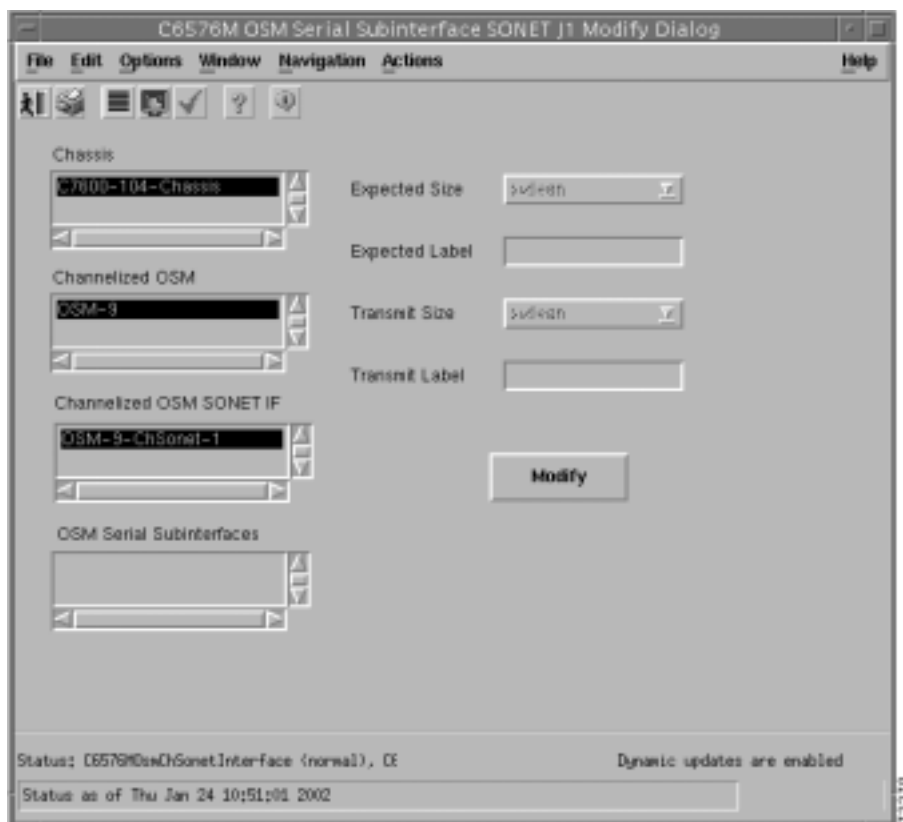 C6576M OSM Serial Subinterface SONET J1 Modify Dialog
File Edit Options Window Navigation Actions Help
Chassis
C7600-104-Chassis
Expected Size
Expected Label
Channelized OSM
OSM-9
Transmit Size
Transmit Label
Channelized OSM SONET IF
OSM-9-ChSonet-1
Modify
OSM Serial Subinterfaces
Status: C6576MOsmChSonetInterface (normal), C6
Dynamic updates are enabled
Status as of Thu Jan 24 10:51:01 2002